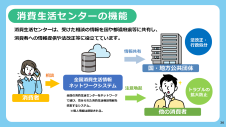 消費生活センターの機能
消費生活センターは、受けた相談の情報を国や都道府県等に共有し、
消費者への情報提供や法改正等に役立てています。
情報共有
法改正・
行政処分
国・地方公共団体
相談
全国消費生活情報
ネットワークシステム
消費者
注意喚起
トラブルの
拡大防止
他の消費者